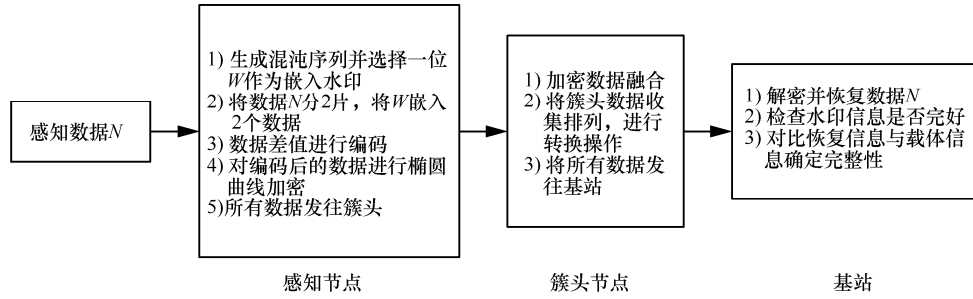 感知数据N
1) 生成混沌序列并选择一位
W作为嵌入水印
2) 将数据N分2片，将W嵌入
2个数据
3) 数据差值进行编码
4) 对编码后的数据进行椭圆
曲线加密
5)所有数据发往簇头
感知节点
1) 加密数据融合
2) 将簇头数据收
集排列，进行
转换操作
3) 将所有数据发
往基站
簇头节点
1) 解密并恢复数据N
2) 检查水印信息是否完好
3) 对比恢复信息与载体信
息确定完整性
基站